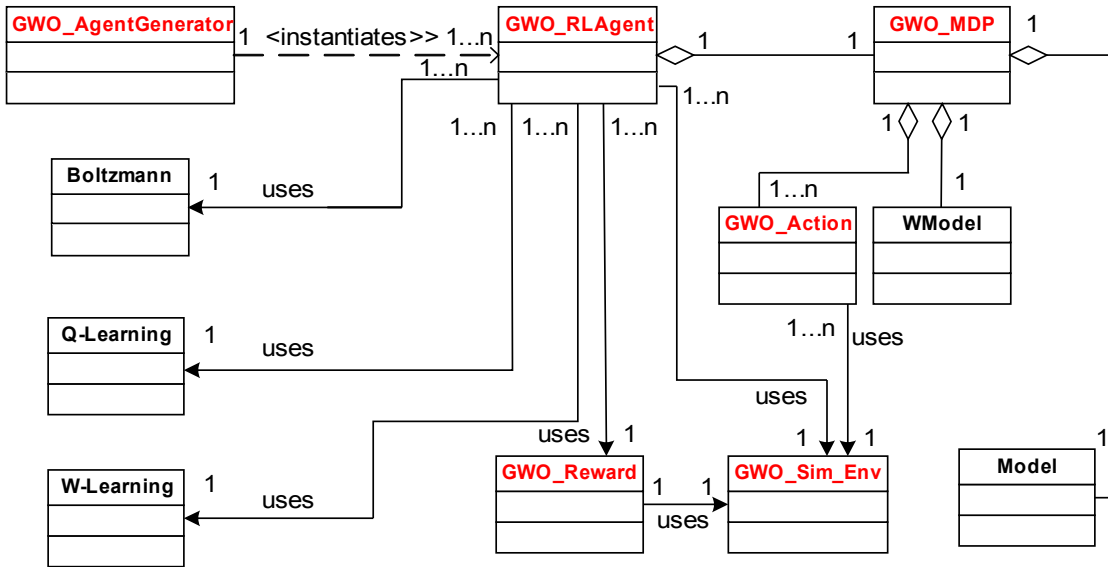 GWO_AgentGenerator
1
<instantiates>>
1...n
GWO_RLAgent
1
1
GWO_MDP
1
1...n
1...n
1...n
1...n
1...n
1
1
Boltzmann
1
uses
1...n
1
GWO_Action
WModel
Q-Learning
1
uses
1...n
uses
uses
uses
1
1
1
1
W-Learning
1
uses
GWO_Reward
1
1
uses
GWO_Sim_Env
Model